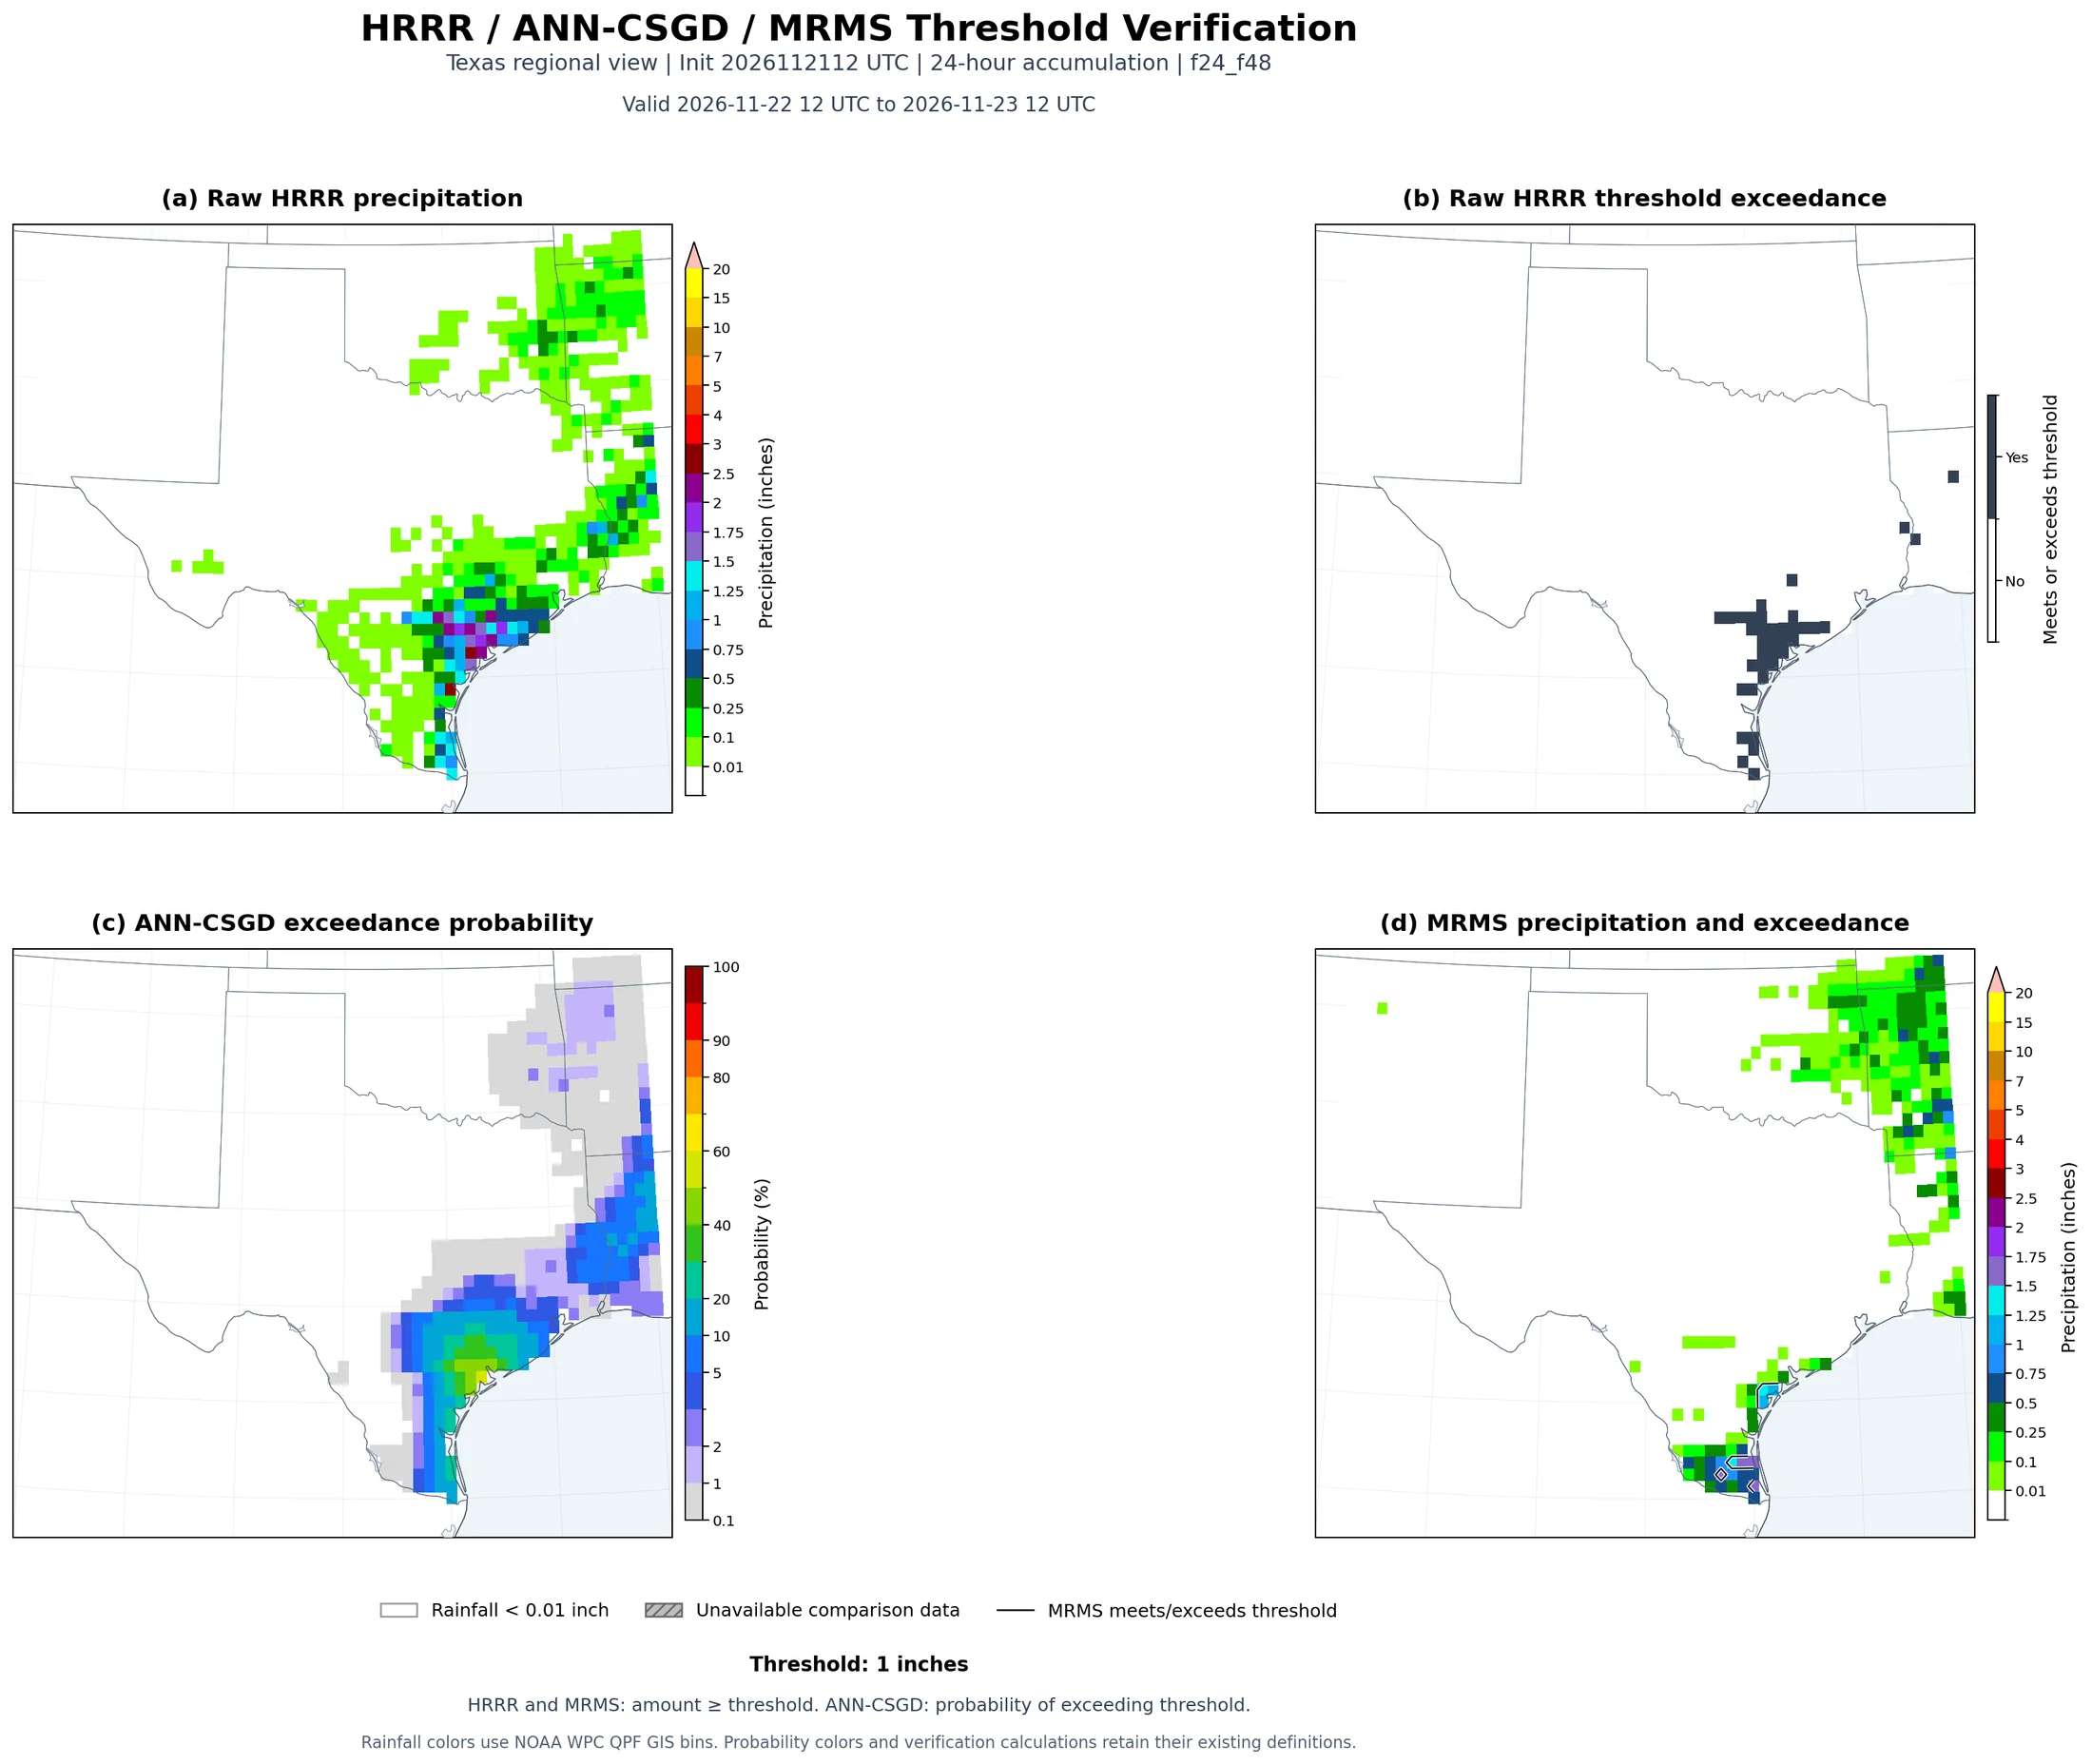 HRRR / ANN-CSGD / MRMS Threshold Verification
Texas regional view | Init 2026112112 UTC | 24-hour accumulation | f24_f48
Valid 2026-11-22 12 UTC to 2026-11-23 12 UTC
(a) Raw HRRR precipitation
20
15
10
7
5
4
3
2.5
2
1.75
1.5
1.25
1
0.75
0.5
0.25
0.1
0.01
Precipitation (inches)
(b) Raw HRRR threshold exceedance
Yes
No
Meets or exceeds threshold
(c) ANN-CSGD exceedance probability
100
90
80
60
40
20
10
5
2
1
0.1
Probability (%)
(d) MRMS precipitation and exceedance
20
15
10
7
5
4
3
2.5
2
1.75
1.5
1.25
1
0.75
0.5
0.25
0.1
0.01
Precipitation (inches)
Rainfall < 0.01 inch
Unavailable comparison data
MRMS meets/exceeds threshold
Threshold: 1 inches
HRRR and MRMS: amount ≥ threshold. ANN-CSGD: probability of exceeding threshold.
Rainfall colors use NOAA WPC QPF GIS bins. Probability colors and verification calculations retain their existing definitions.